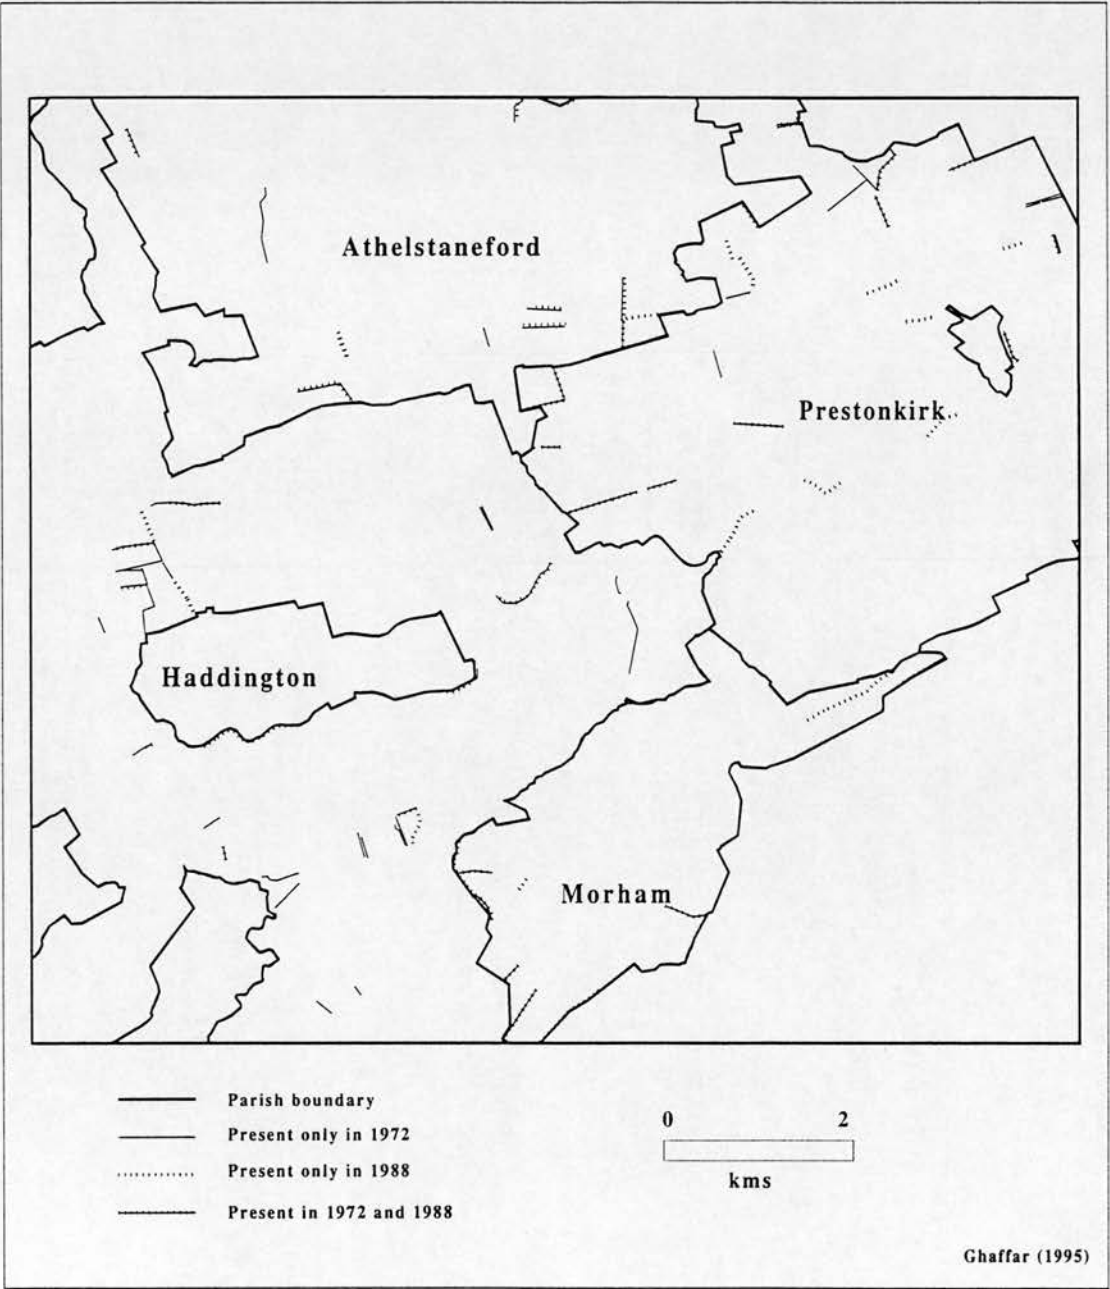 Athelstaneford
Prestonkirk
Haddington
Morham
Parish boundary
Present only in 1972
Present only in 1988
Present in 1972 and 1988
0 2
kms
Ghaffar (1995)